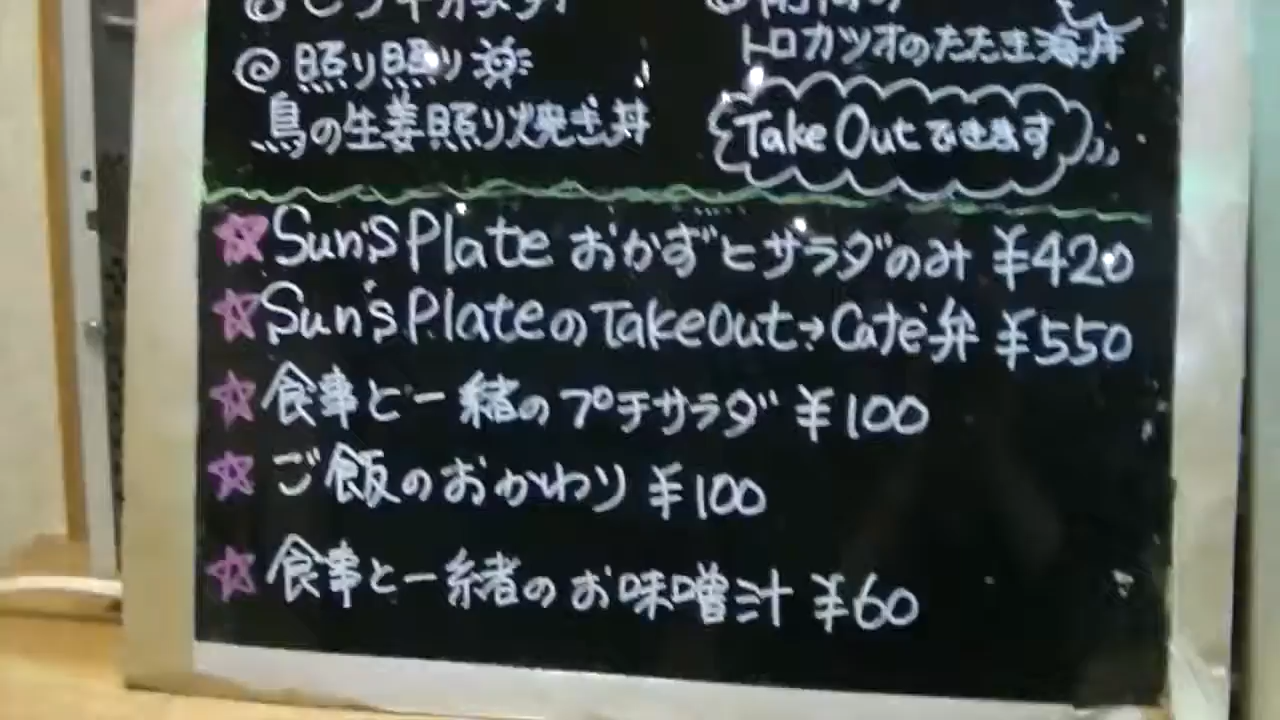 @ 照り照り
鳥の生姜照り焼き丼
トロカツオのたたき海丼
Take Outできます
☆Sun's Plate おかずとサラダのみ ¥420
☆Sun's PlateのTakeOut→Cafe弁 ¥550
☆食事と一緒のプチサラダ ¥100
☆ご飯のおかわり ¥100
☆食事と一緒のお味噌汁 ¥60